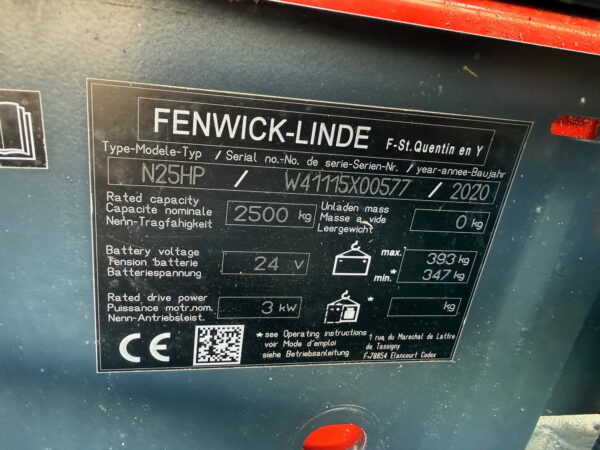 FENWICK-LINDE F-St.Quentin en Y
Type-Modele-Typ / Serial no.-No. de serie-Serien-Nr. / year-annee-Baujahr
N25HP / W41115X00577 / 2020
Rated capacity
Capacite nominale
Nenn-Tragfähigkeit
2500 kg
Unladen mass
Masse a vide
Leergewicht
0 kg
Battery voltage
Tension batterie
Batteriespannung
24 V
max. 393 kg
min.* 347 kg
Rated drive power
Puissance motr.nom.
Nenn-Antriebsleist.
3 kW
* kg
CE
*see Operating instructions
voir Mode d'emploi
siehe Betriebsanleitung
1 rue du Marechal de Lattre
de Tassigny
F-78854 Elancourt Cedex